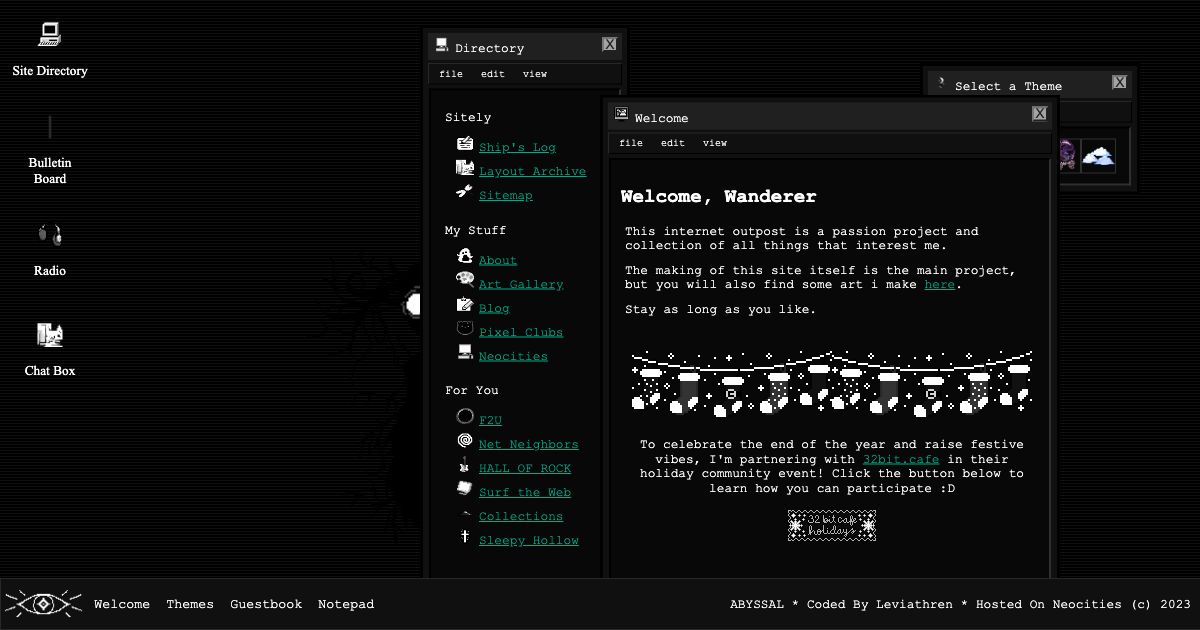 Site Directory
Bulletin
Board
Radio
Chat Box
Directory
X
file edit view
Sitely
Ship's Log
Layout Archive
Sitemap
My Stuff
About
Art Gallery
Blog
Pixel Clubs
Neocities
For You
F2U
Net Neighbors
HALL OF ROCK
Surf the Web
Collections
Sleepy Hollow
Select a Theme
X
Welcome
X
file edit view
Welcome, Wanderer
This internet outpost is a passion project and
collection of all things that interest me.
The making of this site itself is the main project,
but you will also find some art i make here.
Stay as long as you like.
To celebrate the end of the year and raise festive
vibes, I'm partnering with 32bit.cafe in their
holiday community event! Click the button below to
learn how you can participate :D
32 bit cafe
holidays
Welcome Themes Guestbook Notepad
ABYSSAL * Coded By Leviathren * Hosted On Neocities (c) 2023